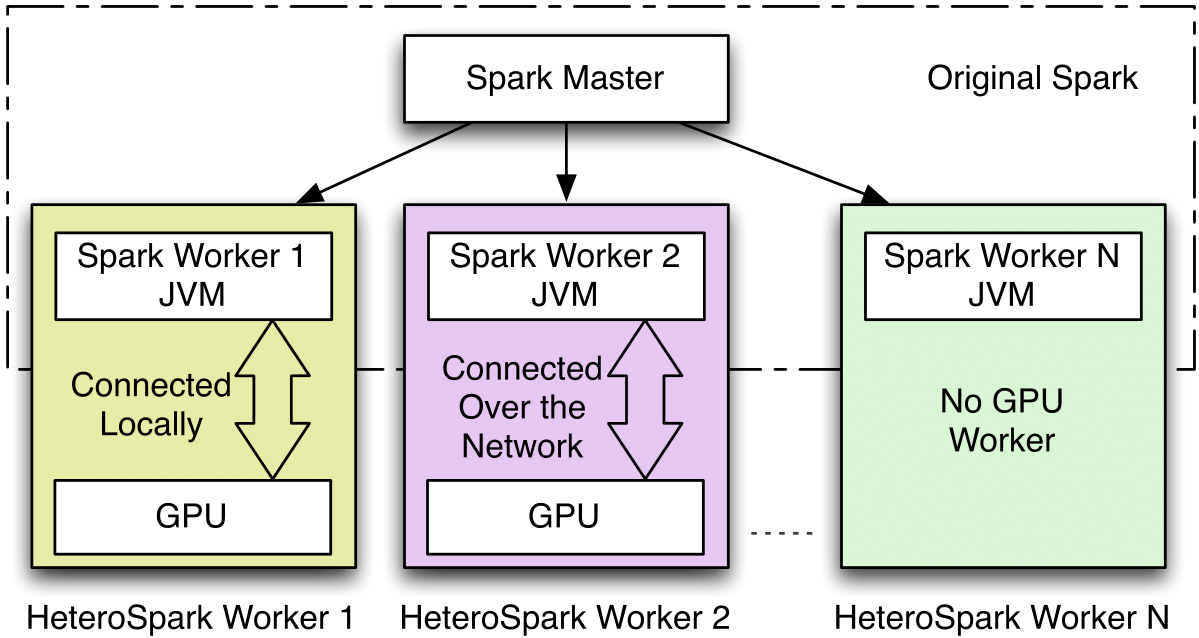 Spark Master
Original Spark
Spark Worker 1
JVM
Spark Worker 2
JVM
Spark Worker N
JVM
Connected
Locally
Connected
Over the
Network
No GPU
Worker
GPU
GPU
HeteroSpark Worker 1
HeteroSpark Worker 2
HeteroSpark Worker N